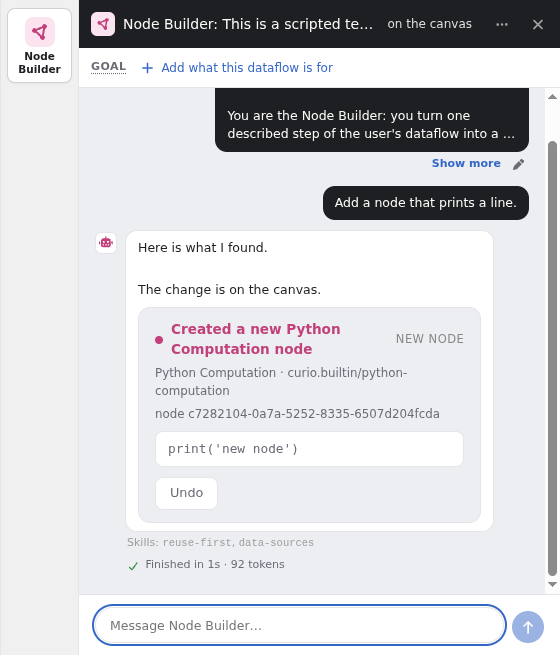 Node
Builder
Node Builder: This is a scripted te...
on the canvas
GOAL
+ Add what this dataflow is for
You are the Node Builder: you turn one
described step of the user's dataflow into a ...
Show more
Add a node that prints a line.
Here is what I found.
The change is on the canvas.
Created a new Python
Computation node
NEW NODE
Python Computation · curio.builtin/python-
computation
node c7282104-0a7a-5252-8335-6507d204fcda
print('new node')
Undo
Skills: reuse-first, data-sources
Finished in 1s · 92 tokens
Message Node Builder...